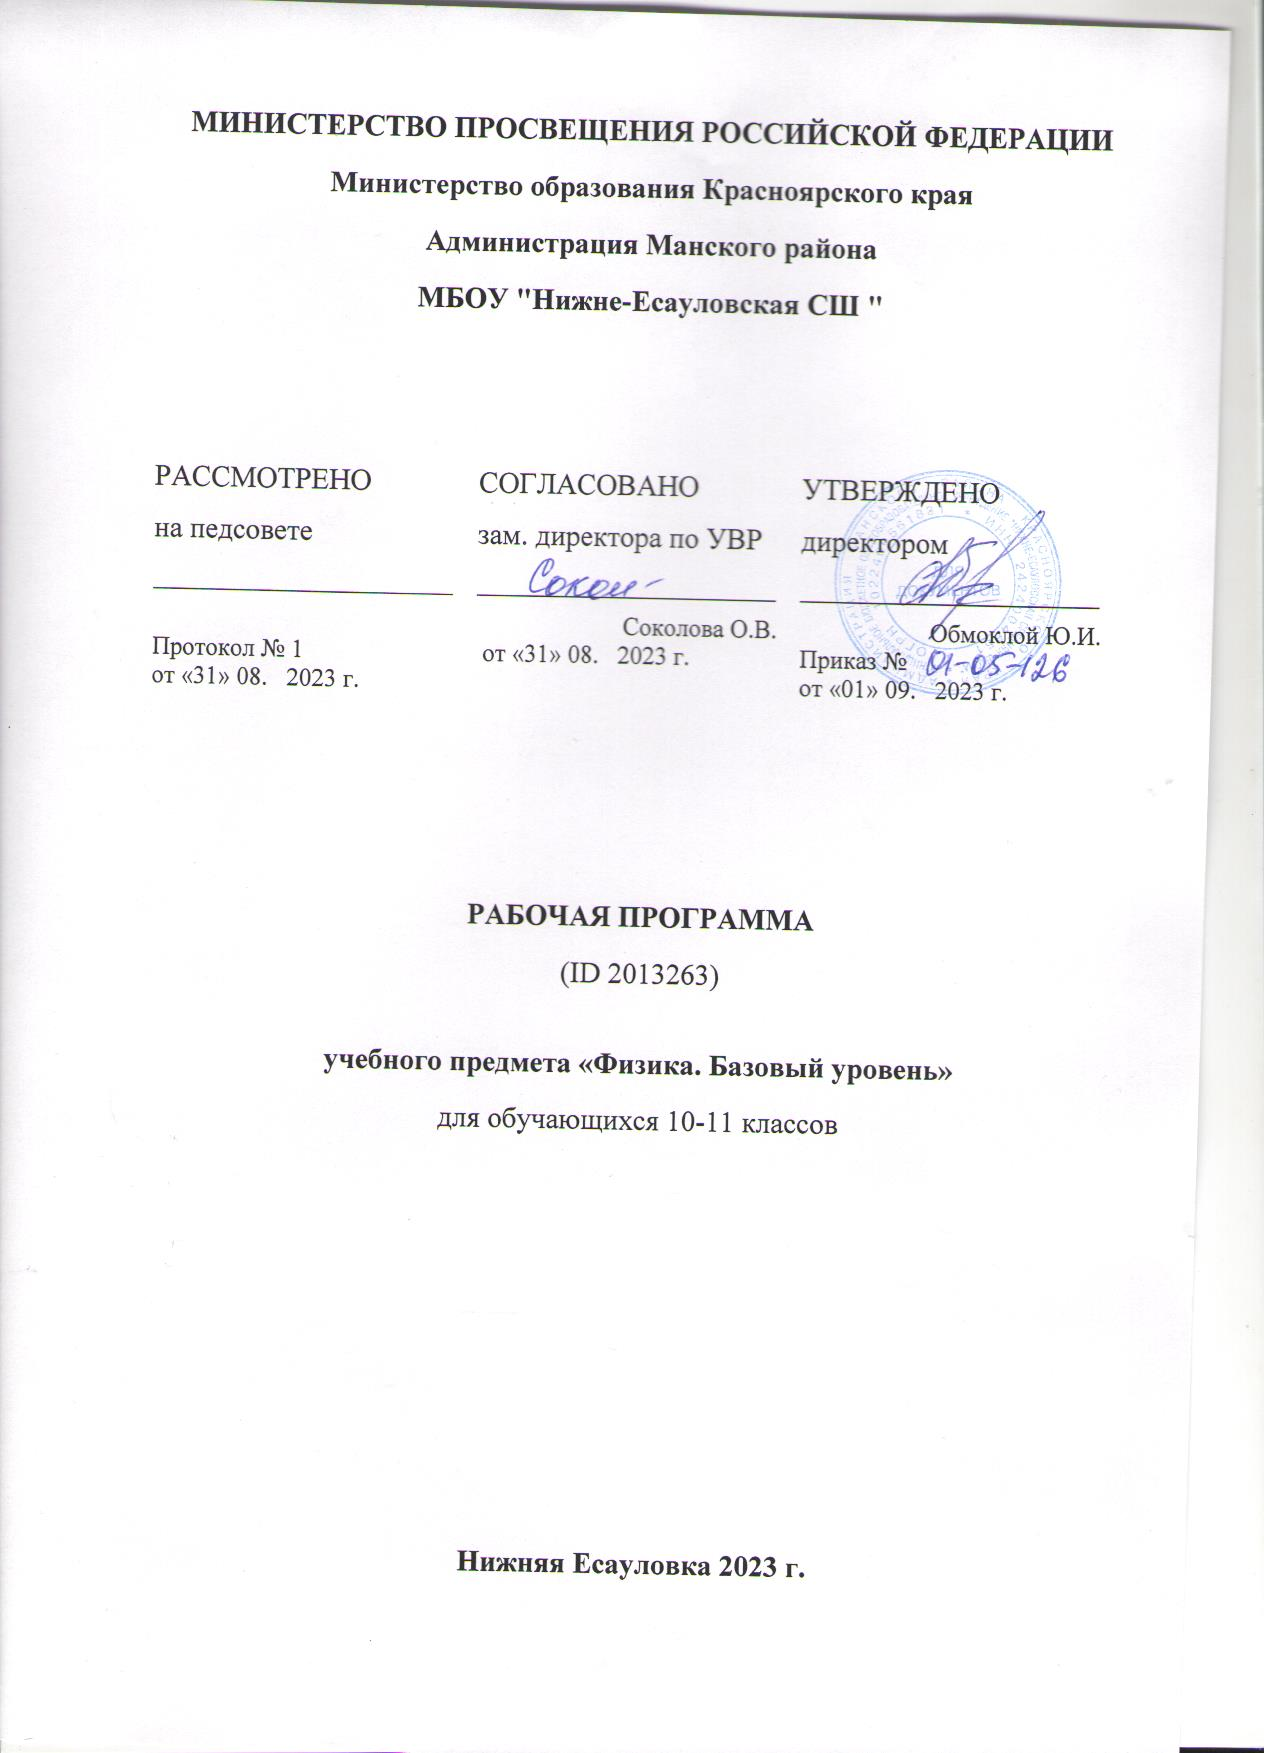 МИНИСТЕРСТВО ПРОСВЕЩЕНИЯ РОССИЙСКОЙ ФЕДЕРАЦИИ
Министерство образования Красноярского края
Администрация Манского района
МБОУ "Нижне-Есауловская СШ "
РАССМОТРЕНО
на педсовете
Протокол № 1
от «31» 08. 2023 г.
СОГЛАСОВАНО
зам. директора по УВР
Сокол
Соколова О.В.
от «31» 08. 2023 г.
УТВЕРЖДЕНО
директором
ДЛЯ
ДОКУМЕНТОВ
Обмоклой Ю.И.
Приказ № 01-05-126
от «01» 09. 2023 г.
РАБОЧАЯ ПРОГРАММА
(ID 2013263)
учебного предмета «Физика. Базовый уровень»
для обучающихся 10-11 классов
Нижняя Есауловка 2023 г.